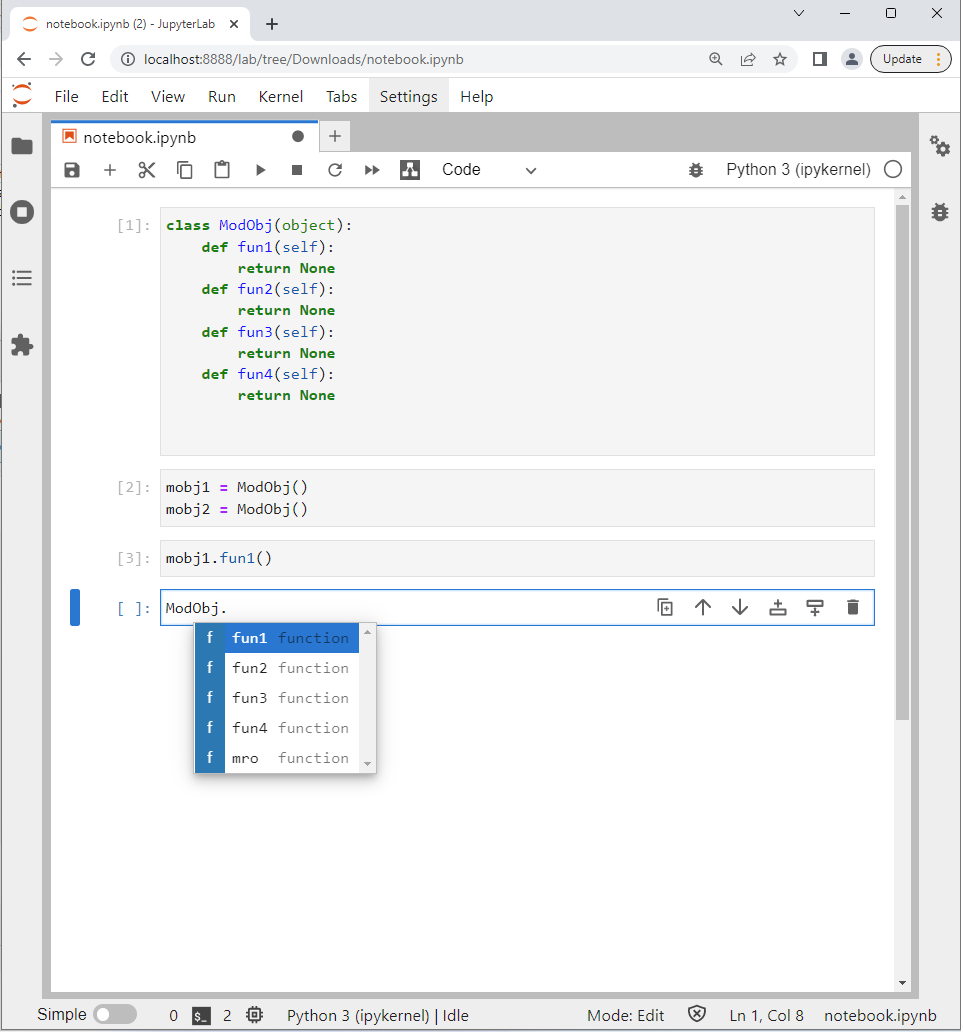 notebook.ipynb (2) - JupyterLab
localhost:8888/lab/tree/Downloads/notebook.ipynb
Update
File Edit View Run Kernel Tabs Settings Help
notebook.ipynb
Code Python 3 (ipykernel)
[1]: class ModObj(object):
    def fun1(self):
        return None
    def fun2(self):
        return None
    def fun3(self):
        return None
    def fun4(self):
        return None
[2]: mobj1 = ModObj()
mobj2 = ModObj()
[3]: mobj1.fun1()
[ ]: ModObj.
f fun1 function
f fun2 function
f fun3 function
f fun4 function
f mro function
Simple 0 $_ 2 Python 3 (ipykernel) | Idle Mode: Edit Ln 1, Col 8 notebook.ipynb